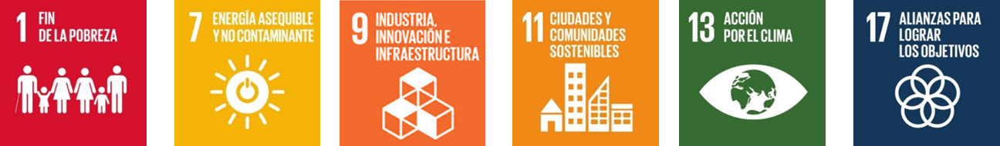 1 FIN
DE LA POBREZA
7 ENERGÍA ASEQUIBLE
Y NO CONTAMINANTE
9 INDUSTRIA,
INNOVACIÓN E
INFRAESTRUCTURA
11 CIUDADES Y
COMUNIDADES
SOSTENIBLES
13 ACCIÓN
POR EL CLIMA
17 ALIANZAS PARA
LOGRAR
LOS OBJETIVOS